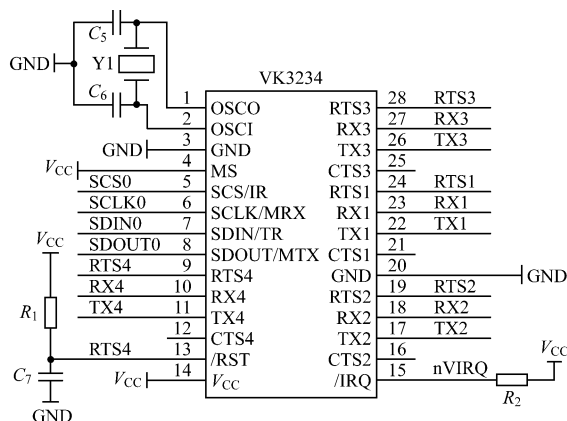 C5
GND
Y1
C6
VK3234
1 OSCO RTS3 28 RTS3
2 OSCI RX3 27 RX3
GND 3 GND TX3 26 TX3
VCC 4 MS CTS3 25
SCS0 5 SCS/IR RTS1 24 RTS1
SCLK0 6 SCLK/MRX RX1 23 RX1
SDIN0 7 SDIN/TR TX1 22 TX1
SDOUT0 8 SDOUT/MTX CTS1 21
VCC
RTS4 9 RTS4 GND 20 GND
RX4 10 RX4 RTS2 19 RTS2
R1
TX4 11 TX4 RX2 18 RX2
12 CTS4 TX2 17 TX2
RTS4 13 /RST CTS2 16
VCC
C7
VCC 14 VCC /IRQ 15 nVIRQ
R2
GND